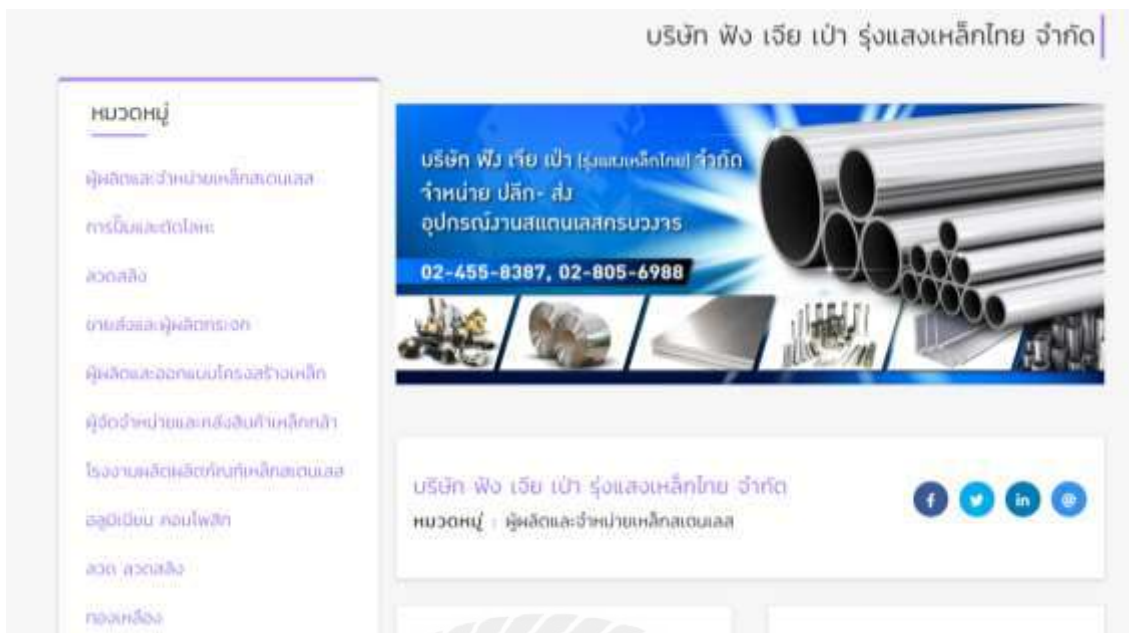 บริษัท ฟัง เจีย เป่า รุ่งแสงเหล็กไทย จำกัด
หมวดหมู่
ผู้ผลิตและจำหน่ายเหล็กสเตนเลส
การปั๊มและตัดโลหะ
ลวดสลิง
ขายส่งและผู้ผลิตกระจก
ผู้ผลิตและออกแบบโครงสร้างเหล็ก
ผู้จัดจำหน่ายและคลังสินค้าเหล็กกล้า
โรงงานผลิตผลิตภัณฑ์เหล็กสเตนเลส
อลูมิเนียม คอมโพสิท
ลวด ลวดสลิง
ทองเหลือง
บริษัท ฟัง เจีย เป่า (รุ่งแสงเหล็กไทย) จำกัด
จำหน่าย ปลีก- ส่ง
อุปกรณ์งานสแตนเลสครบวงจร
02-455-8387, 02-805-6988
บริษัท ฟัง เจีย เป่า รุ่งแสงเหล็กไทย จำกัด
หมวดหมู่ : ผู้ผลิตและจำหน่ายเหล็กสเตนเลส